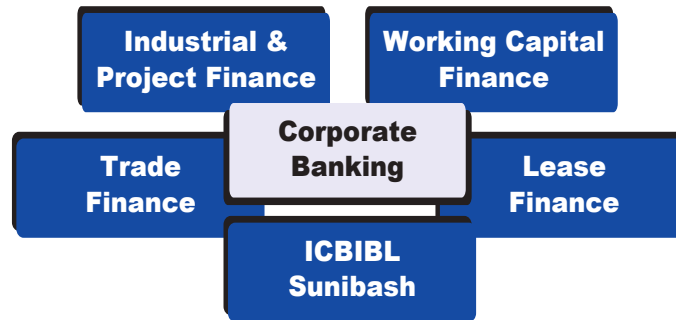 Industrial &
Project Finance
Working Capital
Finance
Corporate
Banking
Trade
Finance
Lease
Finance
ICBIBL
Sunibash